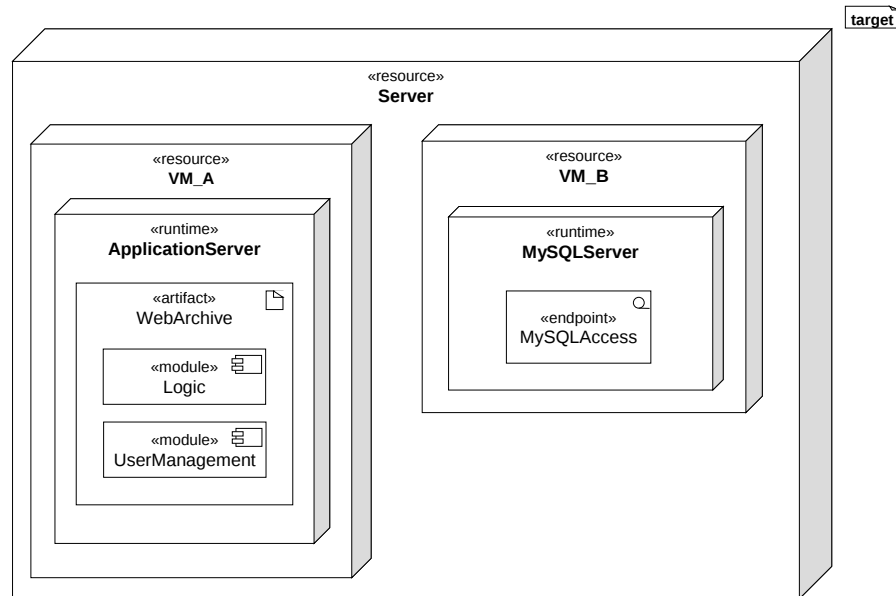 target
«resource»
Server
«resource»
VM_A
«runtime»
ApplicationServer
«artifact»
WebArchive
«module»
Logic
«module»
UserManagement
«resource»
VM_B
«runtime»
MySQLServer
«endpoint»
MySQLAccess